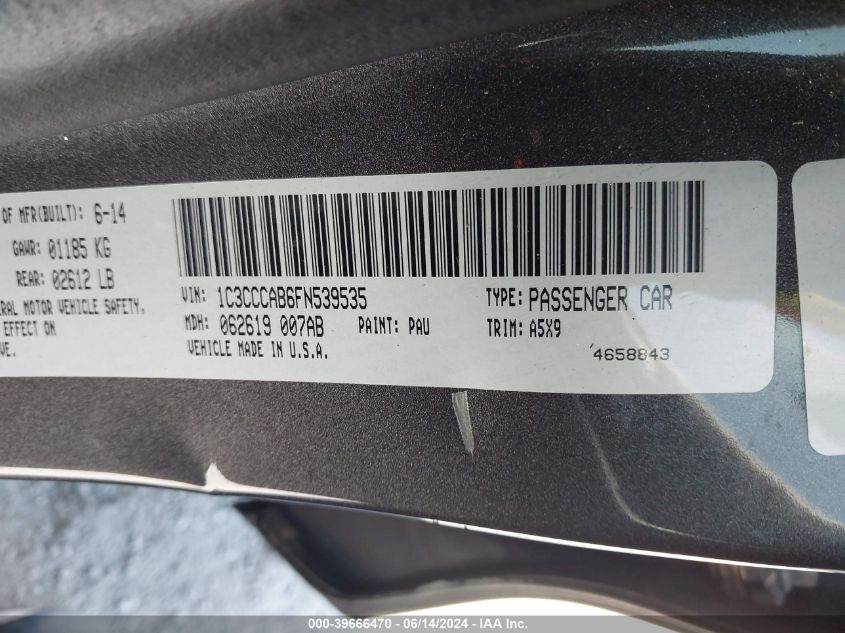 OF MFR(BUILT): 6-14
GAWR: 01185 KG
REAR: 02612 LB
MOTOR VEHICLE SAFETY,
EFFECT ON
VIN: 1C3CCCAB6FN539535
TYPE: PASSENGER CAR
MDH: 062619 007AB
PAINT: PAU
TRIM: A5X9
VEHICLE MADE IN U.S.A.
4658843
000-39666470 - 06/14/2024 - IAA Inc.